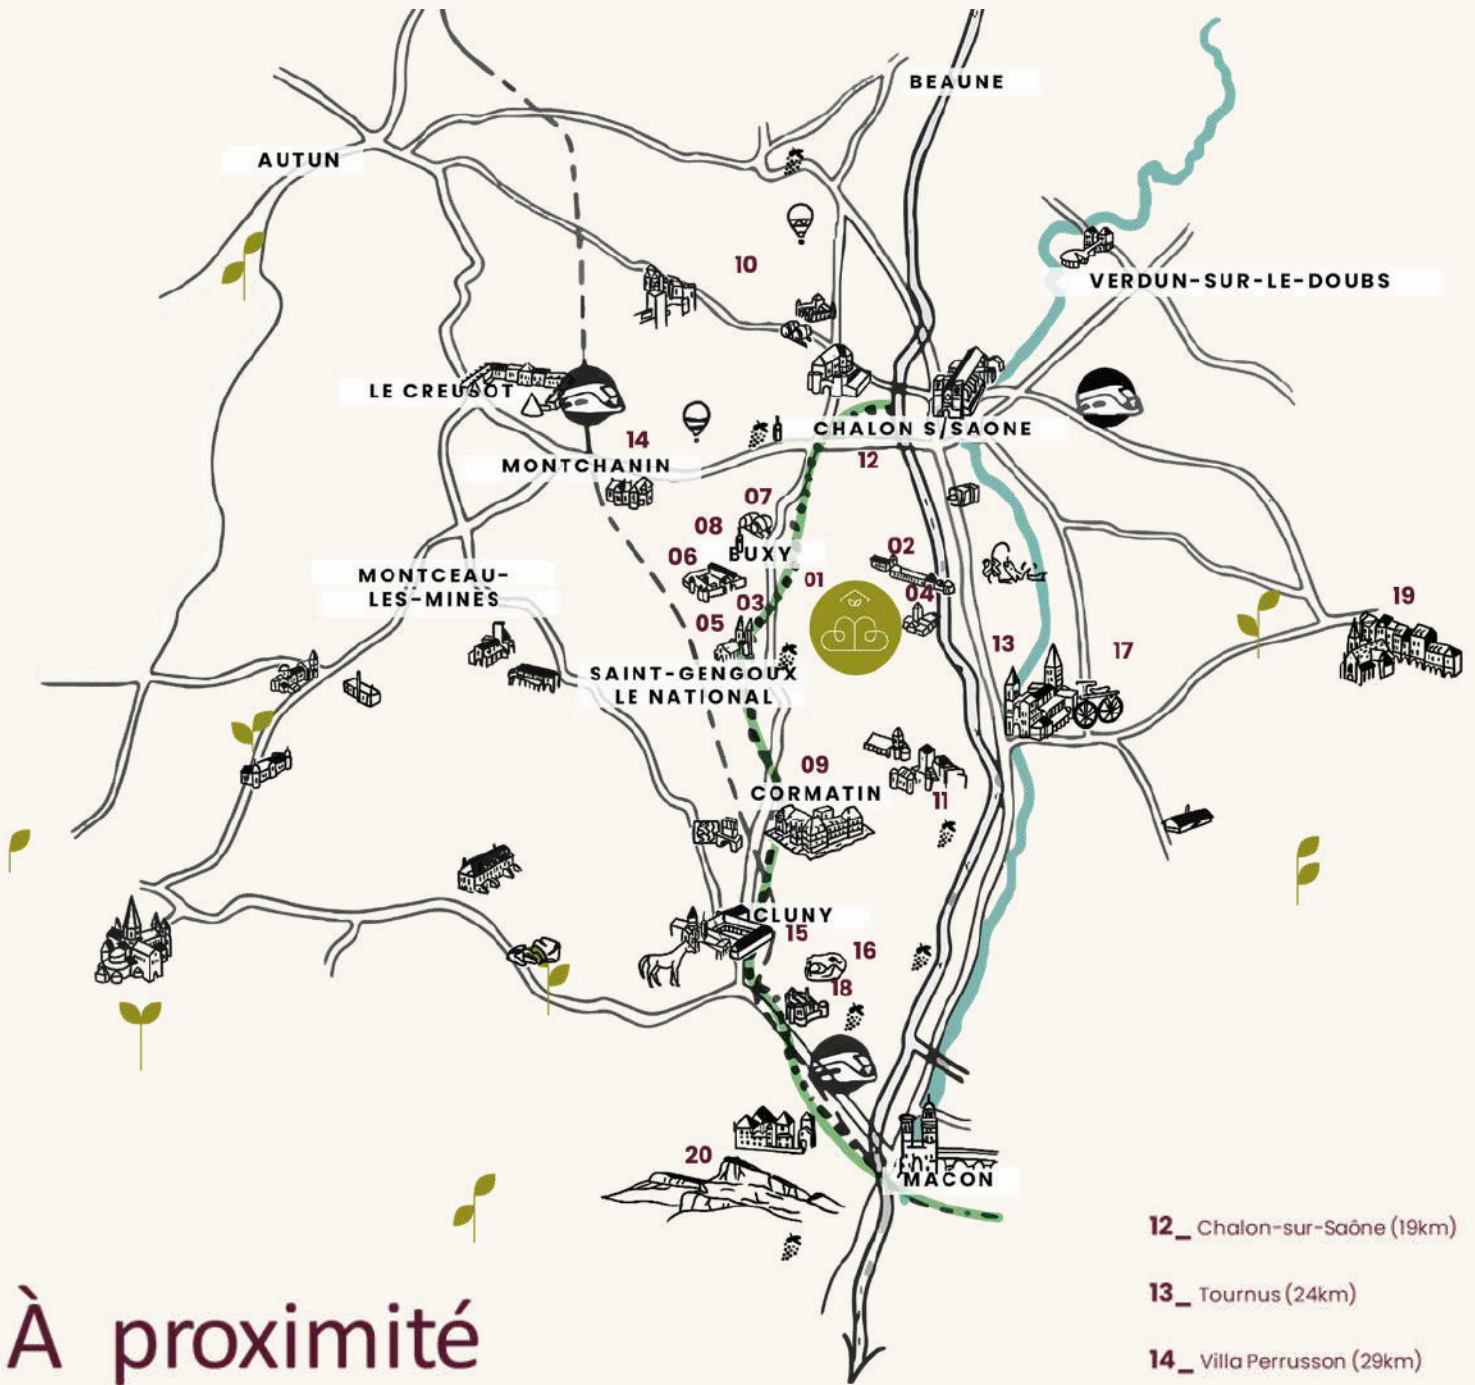 BEAUNE
AUTUN
10
VERDUN-SUR-LE-DOUBS
LE CREUSOT
14
CHALON S/SAONE
MONTCHANIN
12
07
08
BUXY
02
06
01
MONTCEAU-
LES-MINES
03
04
05
19
13
17
SAINT-GENGOUX
LE NATIONAL
09
CORMATIN
11
CLUNY
15
16
18
20
MACON
12_ Chalon-sur-Saône (19km)
13_ Tournus (24km)
14_ Villa Perrusson (29km)
À proximité